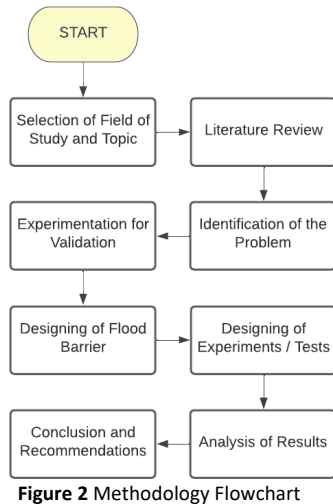 START
Selection of Field of
Study and Topic
Literature Review
Identification of the
Problem
Experimentation for
Validation
Designing of Flood
Barrier
Designing of
Experiments / Tests
Analysis of Results
Conclusion and
Recommendations
Figure 2 Methodology Flowchart